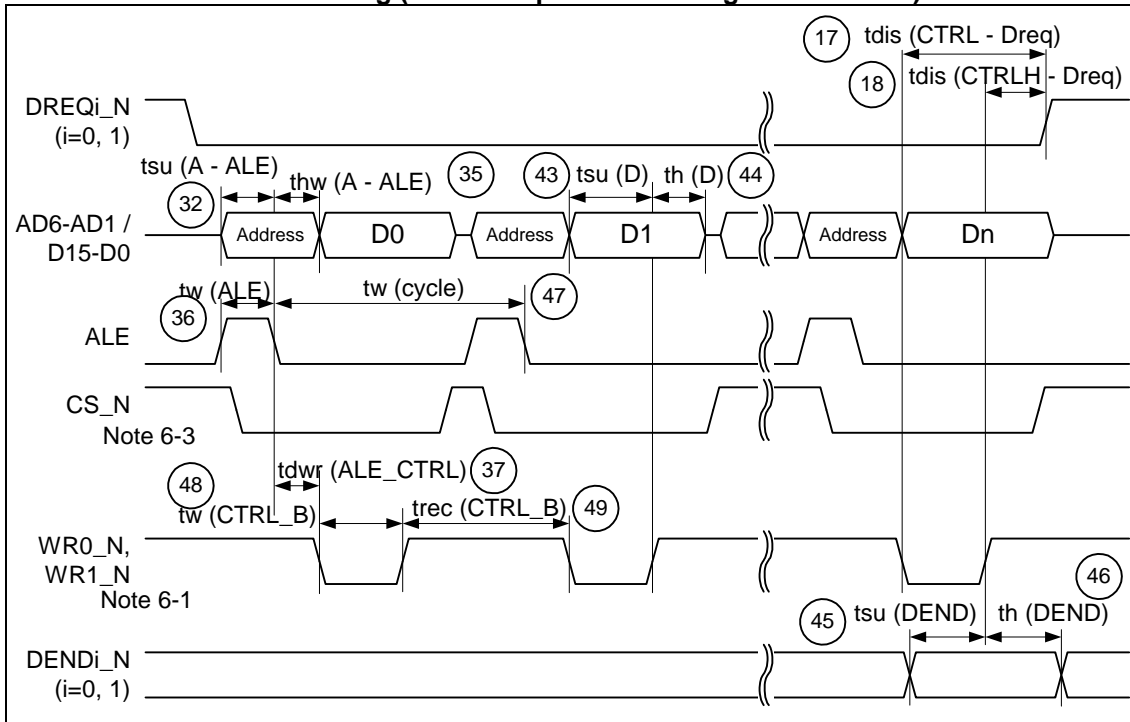 17 tdis (CTRL - Dreq)
18 tdis (CTRLH - Dreq)
DREQi_N
(i=0, 1)
tsu (A - ALE)
thw (A - ALE) 35 43 tsu (D) th (D) 44
32
AD6-AD1 /
D15-D0
Address D0 Address D1 Address Dn
tw (ALE) tw (cycle) 47
36
ALE
CS_N
Note 6-3
tdwr (ALE_CTRL) 37
48
tw (CTRL_B) trec (CTRL_B) 49
WR0_N,
WR1_N
Note 6-1
46
45 tsu (DEND) th (DEND)
DENDi_N
(i=0, 1)